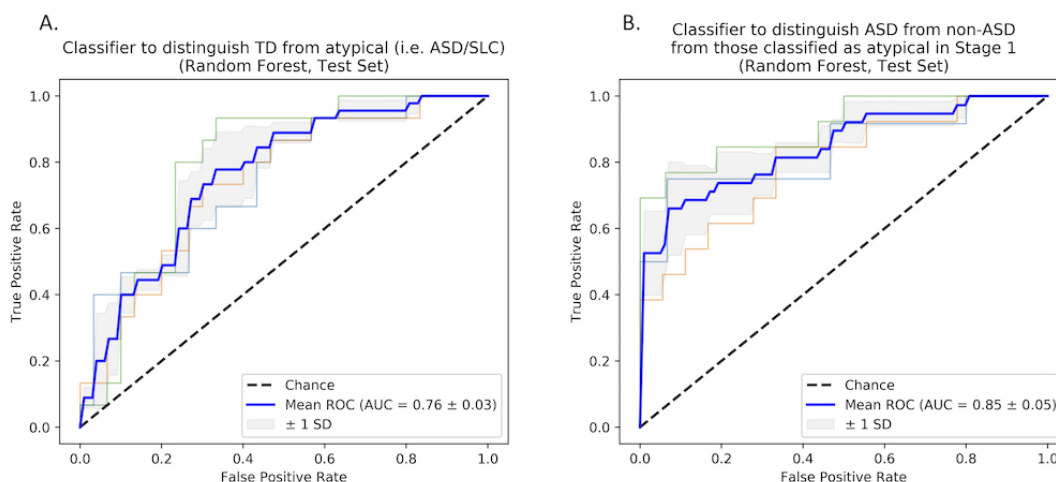 A.
Classifier to distinguish TD from atypical (i.e. ASD/SLC)
(Random Forest, Test Set)
1.0
0.8
0.6
0.4
0.2
0.0
True Positive Rate
Chance
Mean ROC (AUC = 0.76 ± 0.03)
± 1 SD
0.0 0.2 0.4 0.6 0.8 1.0
False Positive Rate
B.
Classifier to distinguish ASD from non-ASD
from those classified as atypical in Stage 1
(Random Forest, Test Set)
1.0
0.8
0.6
0.4
0.2
0.0
True Positive Rate
Chance
Mean ROC (AUC = 0.85 ± 0.05)
± 1 SD
0.0 0.2 0.4 0.6 0.8 1.0
False Positive Rate